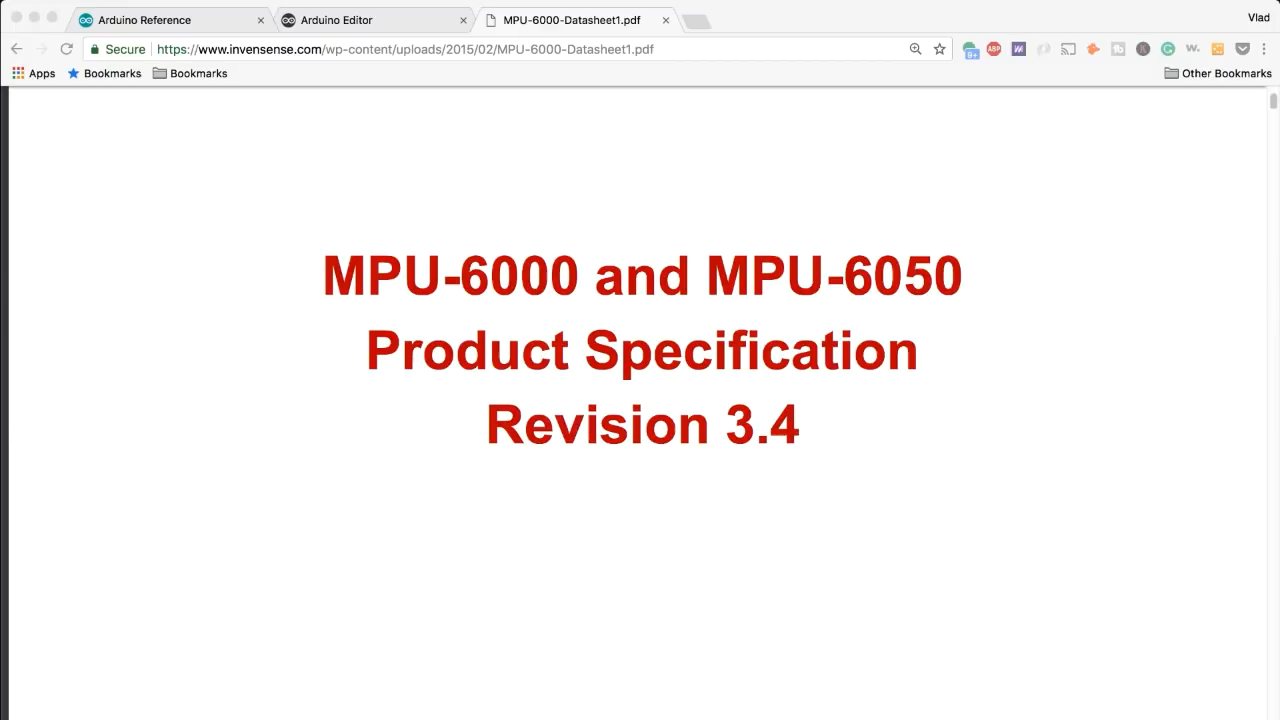 Arduino Reference
Arduino Editor
MPU-6000-Datasheet1.pdf
Vlad
Secure https://www.invensense.com/wp-content/uploads/2015/02/MPU-6000-Datasheet1.pdf
9+ ABP W K G w.
Apps Bookmarks Bookmarks Other Bookmarks
MPU-6000 and MPU-6050
Product Specification
Revision 3.4